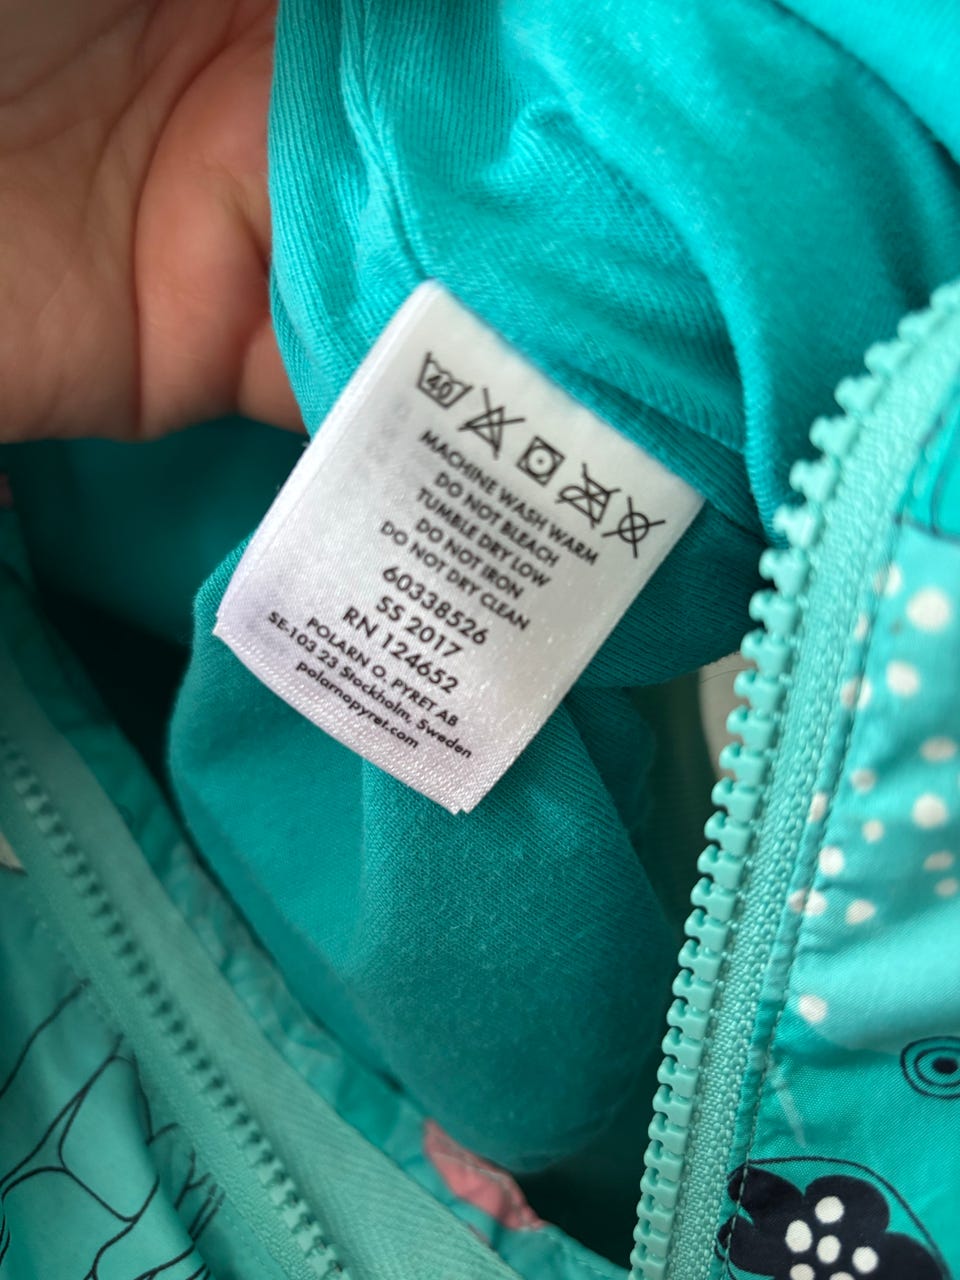 40
MACHINE WASH WARM
DO NOT BLEACH
TUMBLE DRY LOW
DO NOT IRON
DO NOT DRY CLEAN
60338526
SS 2017
RN 124652
POLARN O. PYRET AB
SE-103 23 Stockholm, Sweden
polarnopyret.com